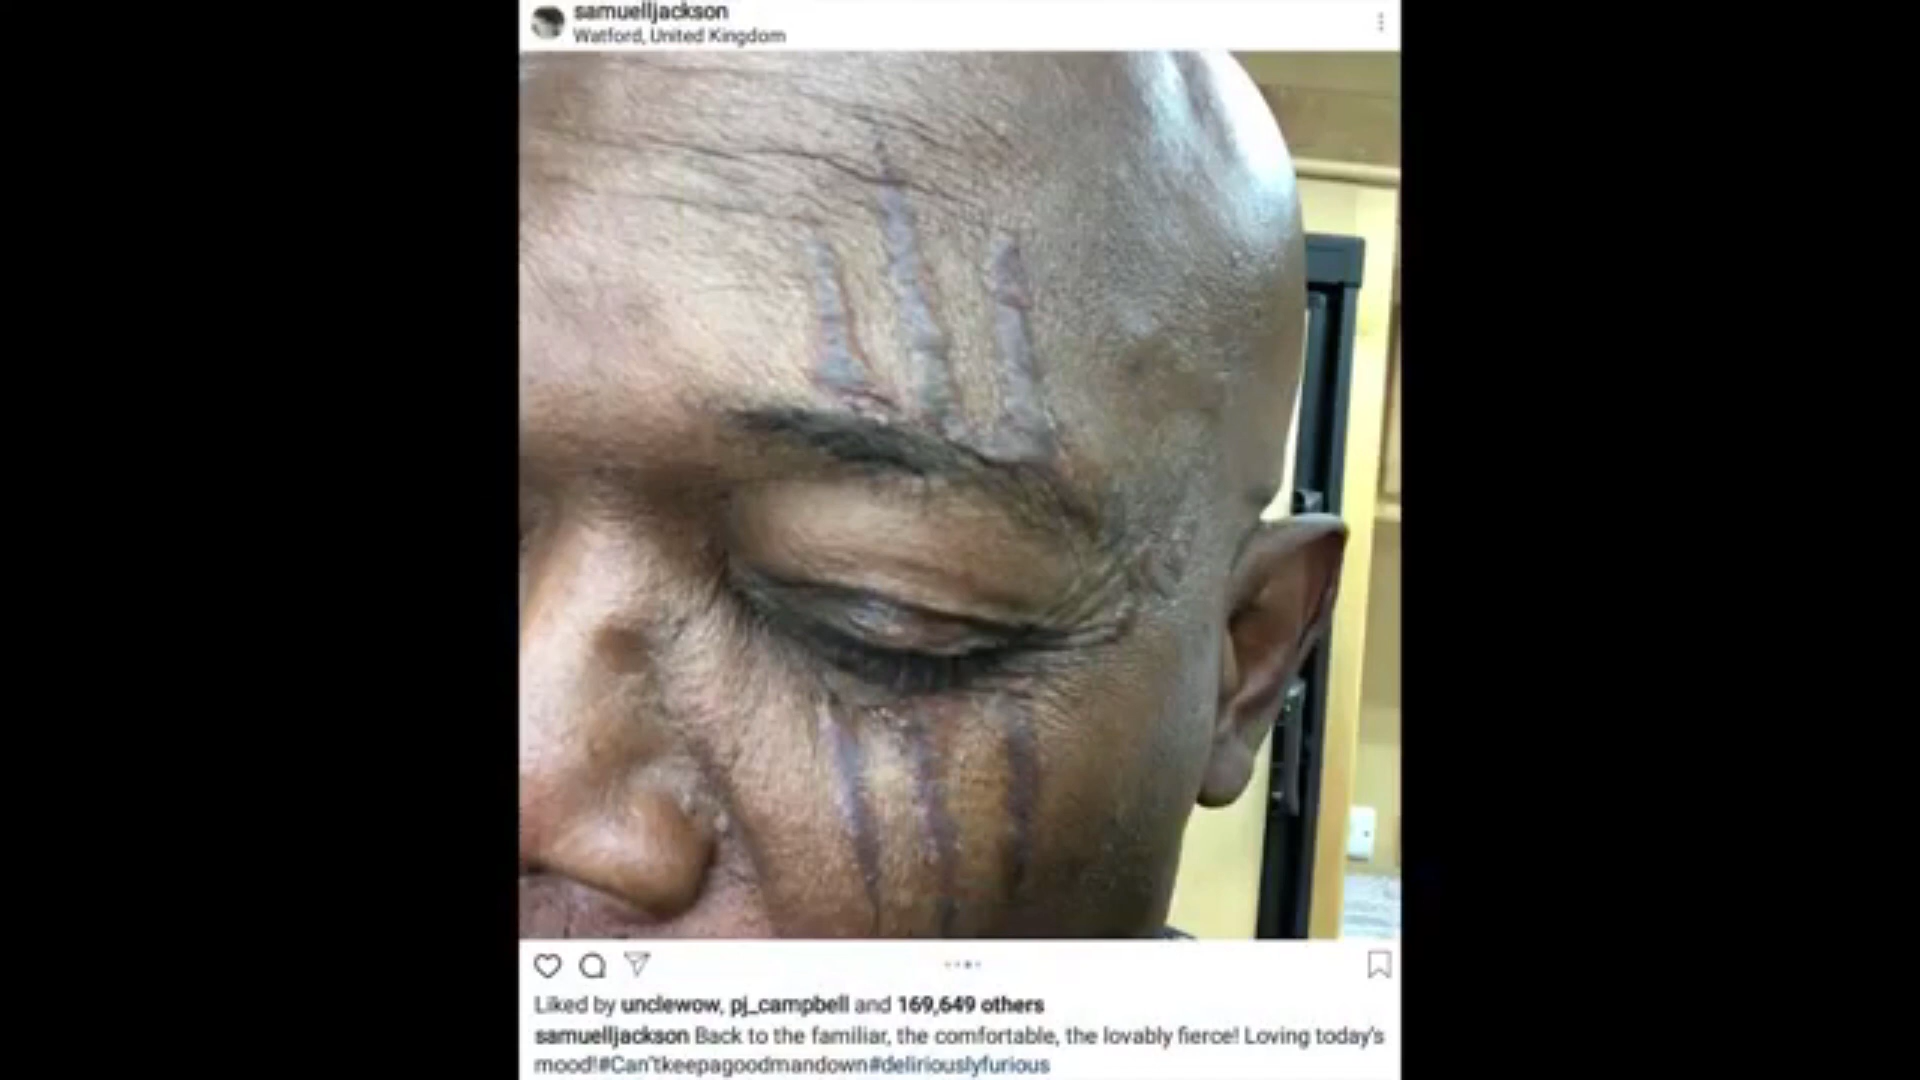 samuelljackson
Watford, United Kingdom
Liked by unclewow, pj_campbell and 169,649 others
samuelljackson Back to the familiar, the comfortable, the lovably fierce! Loving today's
mood!#Can'tkeepagoodmandown#deliriouslyfurious